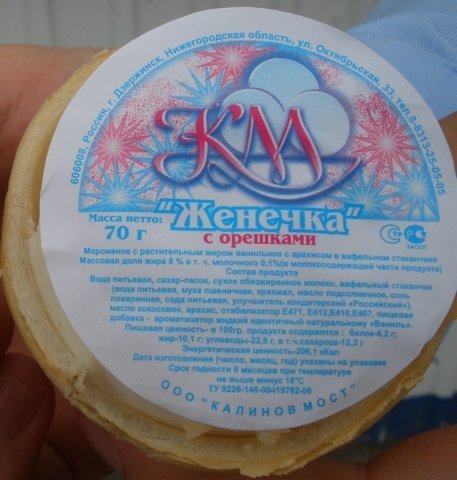 606008, Россия, г. Дзержинск, Нижегородская область, ул. Октябрьская, 33, тел.8-8313-25-05-05
КМ
Масса нетто:
70 г
"Женечка"
с орешками
ХАССП
Мороженое с растительным жиром ванильное с арахисом в вафельном стаканчике
Массовая доля жира 8 % в т. ч. молочного 0,1%(в молокосодержащей части продукта)
Состав продукта
Вода питьевая, сахар-песок, сухое обезжиренное молоко, вафельный стаканчик
(вода питьевая, мука пшеничная, крахмал, масло подсолнечное, соль
поваренная, сода питьевая, улучшитель кондитерский «Российский»),
масло кокосовое, арахис, стабилизатор Е471, Е412,Е410,Е407, пищевая
добавка - ароматизатор жидкий идентичный натуральному «Ваниль».
Пищевая ценность- в 100гр. продукта содержится : белок-6,2 г;
жир-10,1 г; углеводы-22,6 г, в т.ч.сахароза-12,2 г
Энергетическая ценность-206,1 кКал
Дата изготовления (число, месяц, год) указаны на упаковке
Срок годности 6 месяцев при температуре
не выше минус 18°С
ТУ 9226-146-00419762-06
ООО "КАЛИНОВ МОСТ"